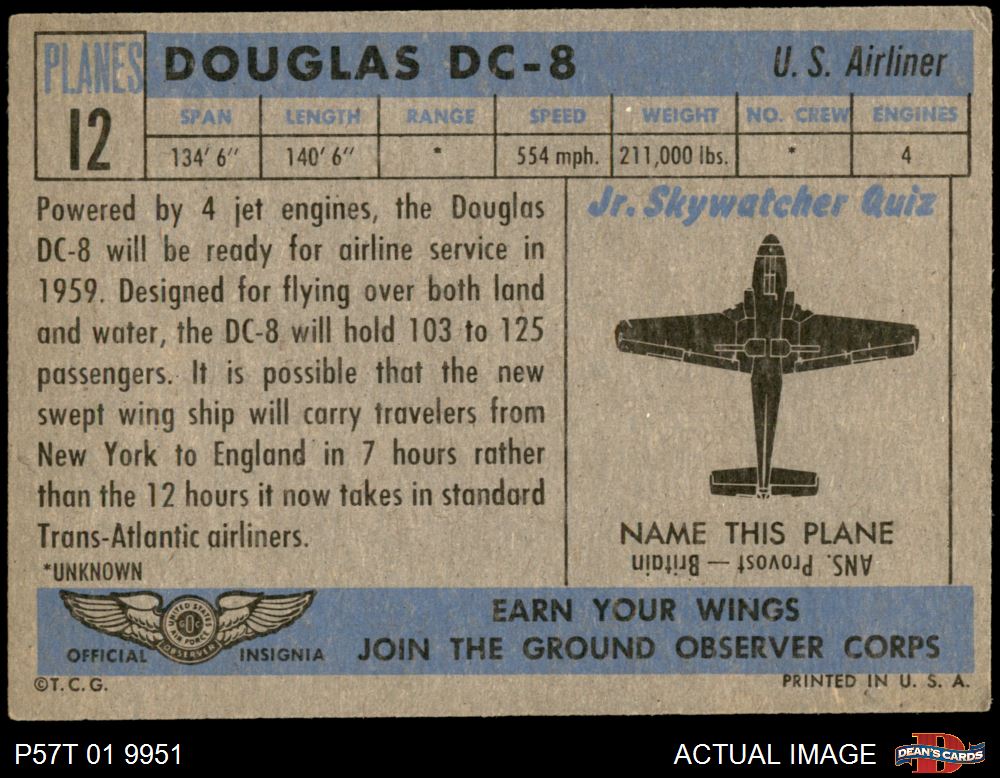 PLANES
12
DOUGLAS DC-8
U. S. Airliner
SPAN LENGTH RANGE SPEED WEIGHT NO. CREW ENGINES
134' 6" 140' 6" * 554 mph. 211,000 lbs. * 4
Powered by 4 jet engines, the Douglas
DC-8 will be ready for airline service in
1959. Designed for flying over both land
and water, the DC-8 will hold 103 to 125
passengers. It is possible that the new
swept wing ship will carry travelers from
New York to England in 7 hours rather
than the 12 hours it now takes in standard
Trans-Atlantic airliners.
*UNKNOWN
Jr. Skywatcher Quiz
NAME THIS PLANE
ANS. Provost — Britain
UNITED STATES
GOC
AIR FORCE
OBSERVER
OFFICIAL INSIGNIA
EARN YOUR WINGS
JOIN THE GROUND OBSERVER CORPS
©T. C. G.
PRINTED IN U. S. A.
P57T 01 9951
ACTUAL IMAGE
D
DEAN'S CARDS